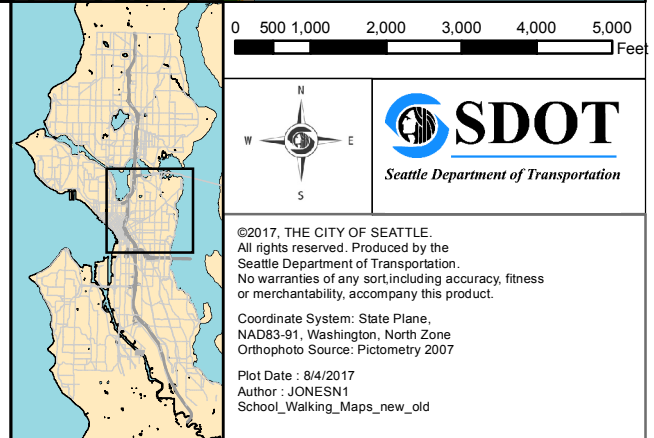 0 500 1,000 2,000 3,000 4,000 5,000
Feet
N
W E
S
SDOT
Seattle Department of Transportation
©2017, THE CITY OF SEATTLE.
All rights reserved. Produced by the
Seattle Department of Transportation.
No warranties of any sort,including accuracy, fitness
or merchantability, accompany this product.
Coordinate System: State Plane,
NAD83-91, Washington, North Zone
Orthophoto Source: Pictometry 2007
Plot Date : 8/4/2017
Author : JONESN1
School_Walking_Maps_new_old